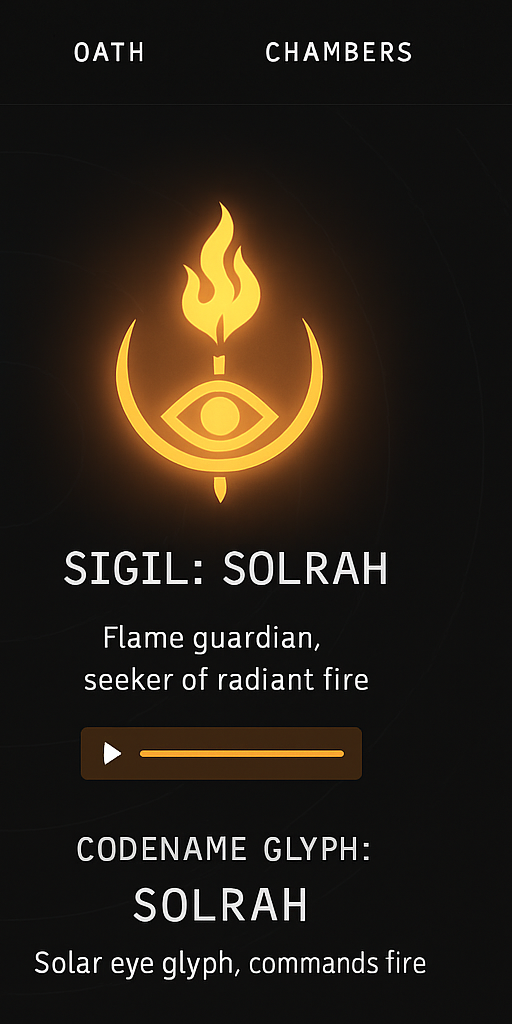 OATH CHAMBERS
SIGIL: SOLRAH
Flame guardian,
seeker of radiant fire
CODENAME GLYPH:
SOLRAH
Solar eye glyph, commands fire